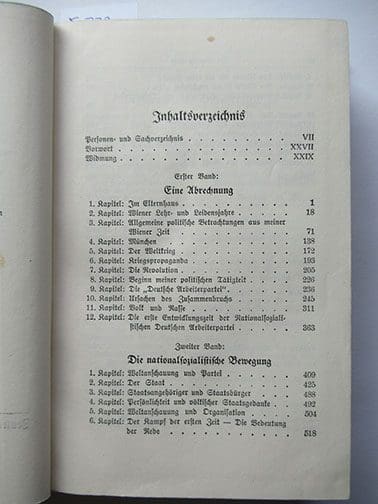 Inhaltsverzeichnis
Personen- und Sachverzeichnis . . . . . . . . . . VII
Vorwort . . . . . . . . . . . . . . . . XXVII
Widmung . . . . . . . . . . . . . . . . XXIX
Erster Band:
Eine Abrechnung
1. Kapitel: Im Elternhaus . . . . . . . . . . . 1
2. Kapitel: Wiener Lehr- und Leidensjahre . . . . . . 18
3. Kapitel: Allgemeine politische Betrachtungen aus meiner
Wiener Zeit . . . . . . . . . . . 71
4. Kapitel: München . . . . . . . . . . . . 138
5. Kapitel: Der Weltkrieg . . . . . . . . . . . 172
6. Kapitel: Kriegspropaganda . . . . . . . . . . 193
7. Kapitel: Die Revolution . . . . . . . . . . . 205
8. Kapitel: Beginn meiner politischen Tätigkeit . . . . 226
9. Kapitel: Die „Deutsche Arbeiterpartei“ . . . . . . 236
10. Kapitel: Ursachen des Zusammenbruchs . . . . . . 245
11. Kapitel: Volk und Rasse . . . . . . . . . . . 311
12. Kapitel: Die erste Entwicklungszeit der Nationalsozia-
listischen Deutschen Arbeiterpartei . . . . . 363
Zweiter Band:
Die nationalsozialistische Bewegung
1. Kapitel: Weltanschauung und Partei . . . . . . . 409
2. Kapitel: Der Staat . . . . . . . . . . . . 425
3. Kapitel: Staatsangehöriger und Staatsbürger . . . . 488
4. Kapitel: Persönlichkeit und völkischer Staatsgedanke . . 492
5. Kapitel: Weltanschauung und Organisation . . . . . 504
6. Kapitel: Der Kampf der ersten Zeit — Die Bedeutung
der Rede . . . . . . . . . . . . 518